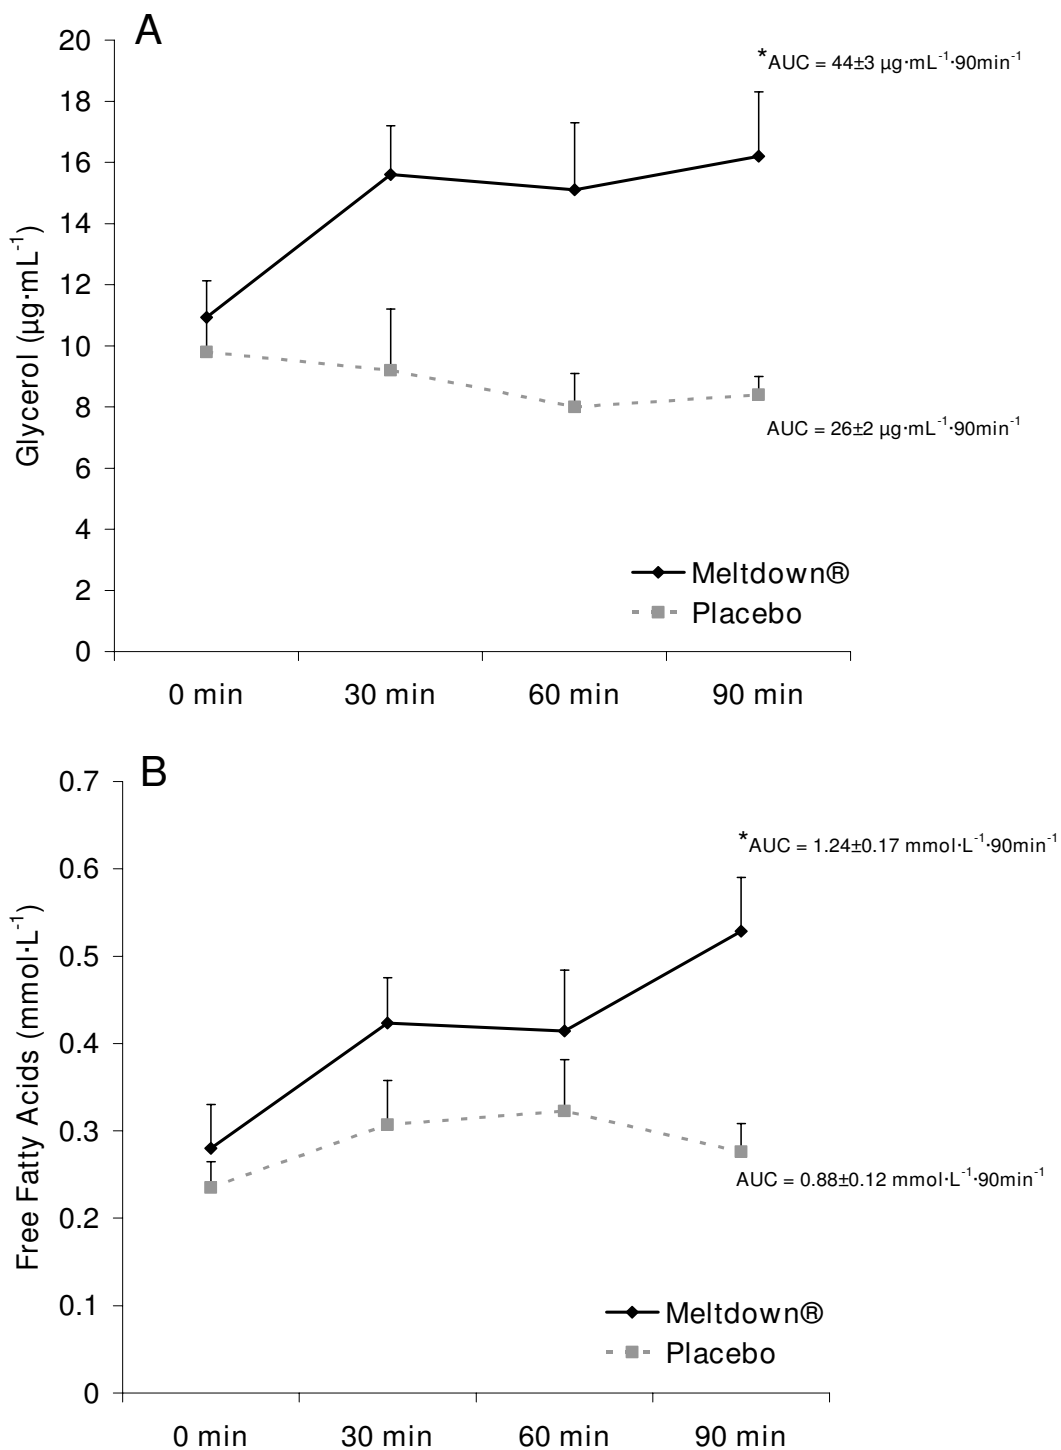 A
20
*AUC = 44±3 µg·mL⁻¹·90min⁻¹
18
16
14
12
10
8
6
4
2
0
Glycerol (µg·mL⁻¹)
AUC = 26±2 µg·mL⁻¹·90min⁻¹
Meltdown®
Placebo
0 min 30 min 60 min 90 min
B
0.7
*AUC = 1.24±0.17 mmol·L⁻¹·90min⁻¹
0.6
0.5
0.4
0.3
0.2
0.1
0
Free Fatty Acids (mmol·L⁻¹)
AUC = 0.88±0.12 mmol·L⁻¹·90min⁻¹
Meltdown®
Placebo
0 min 30 min 60 min 90 min